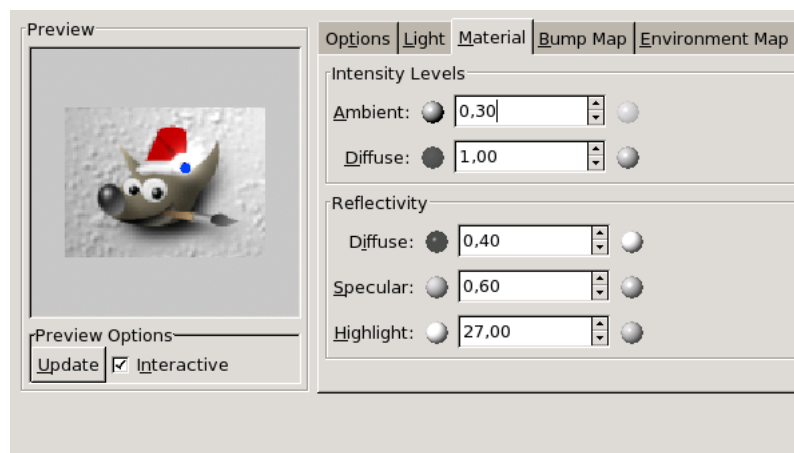 Preview
Options Light Material Bump Map Environment Map
Intensity Levels
Ambient: 0,30
Diffuse: 1,00
Reflectivity
Diffuse: 0,40
Specular: 0,60
Highlight: 27,00
Preview Options
Update Interactive